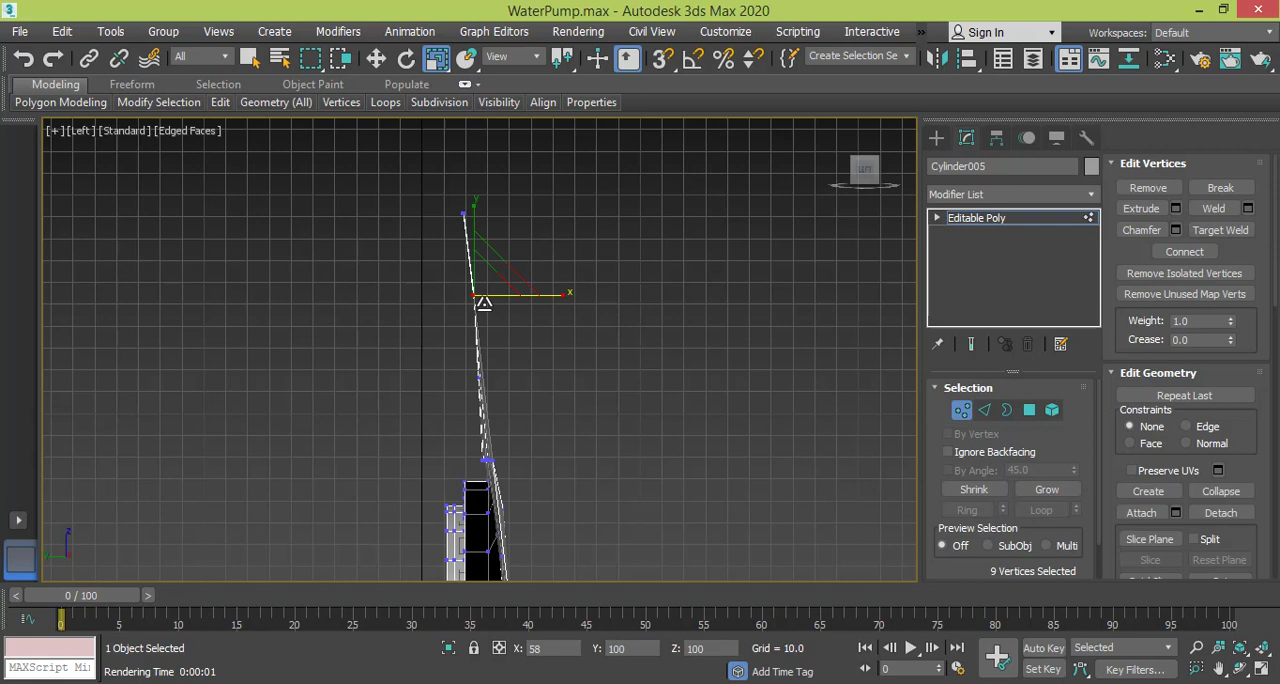 WaterPump.max - Autodesk 3ds Max 2020
File Edit Tools Group Views Create Modifiers Animation Graph Editors Rendering Civil View Customize Scripting Interactive Sign In Workspaces: Default
All View Create Selection Se
Modeling Freeform Selection Object Paint Populate
Polygon Modeling Modify Selection Edit Geometry (All) Vertices Loops Subdivision Visibility Align Properties
[+] [Left] [Standard] [Edged Faces]
y
x
z
Cylinder005
Modifier List
Editable Poly
Selection
By Vertex
Ignore Backfacing
By Angle: 45.0
Shrink Grow
Ring Loop
Preview Selection
Off SubObj Multi
9 Vertices Selected
Edit Vertices
Remove Break
Extrude Weld
Chamfer Target Weld
Connect
Remove Isolated Vertices
Remove Unused Map Verts
Weight: 1.0
Crease: 0.0
Edit Geometry
Repeat Last
Constraints
None Edge
Face Normal
Preserve UVs
Create Collapse
Attach Detach
Slice Plane Split
Slice Reset Plane
0 / 100
0 5 10 15 20 25 30 35 40 45 50 55 60 65 70 75 80 85 90 95 100
1 Object Selected X: 58 Y: 100 Z: 100 Grid = 10.0 Auto Key Selected
MAXScript Mi Rendering Time 0:00:01 Add Time Tag 0 Set Key Key Filters...